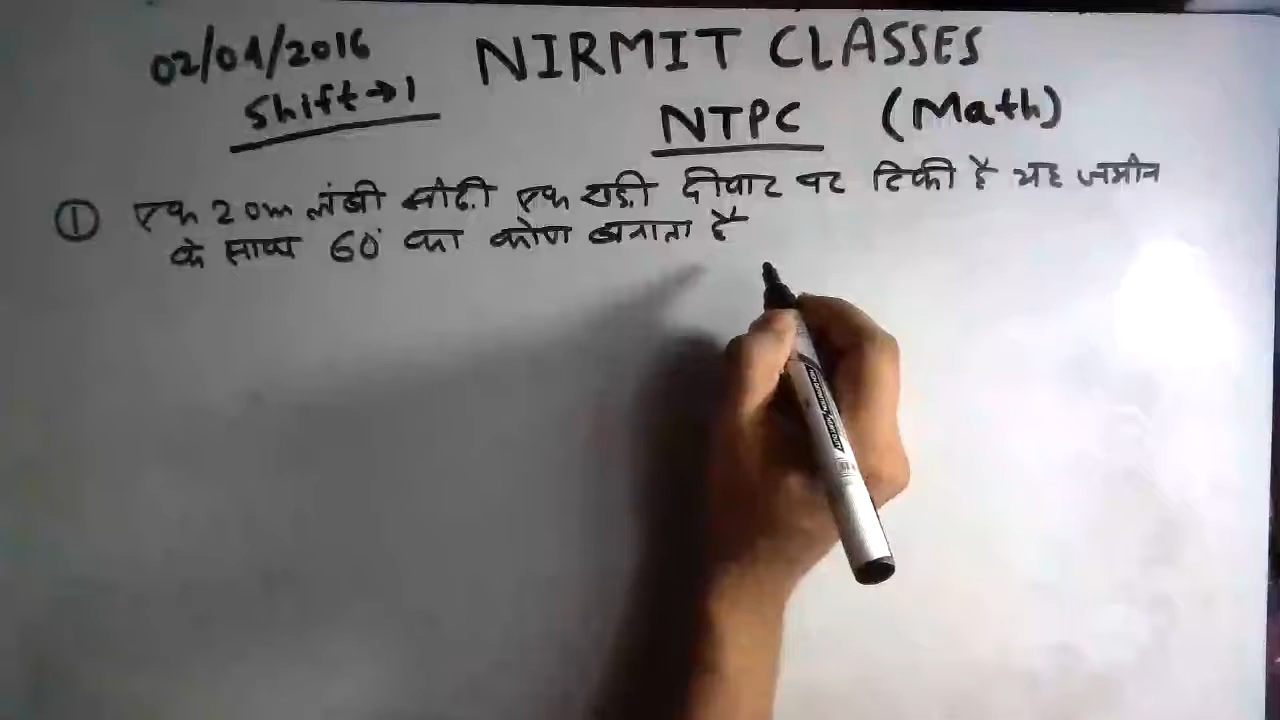 02/04/2016
Shift→1
NIRMIT CLASSES
NTPC (Math)
① एक 20m लंबी सीढ़ी एक खड़ी दीवार पर टिकी है यह जमीन
के साथ 60° का कोण बनाता है